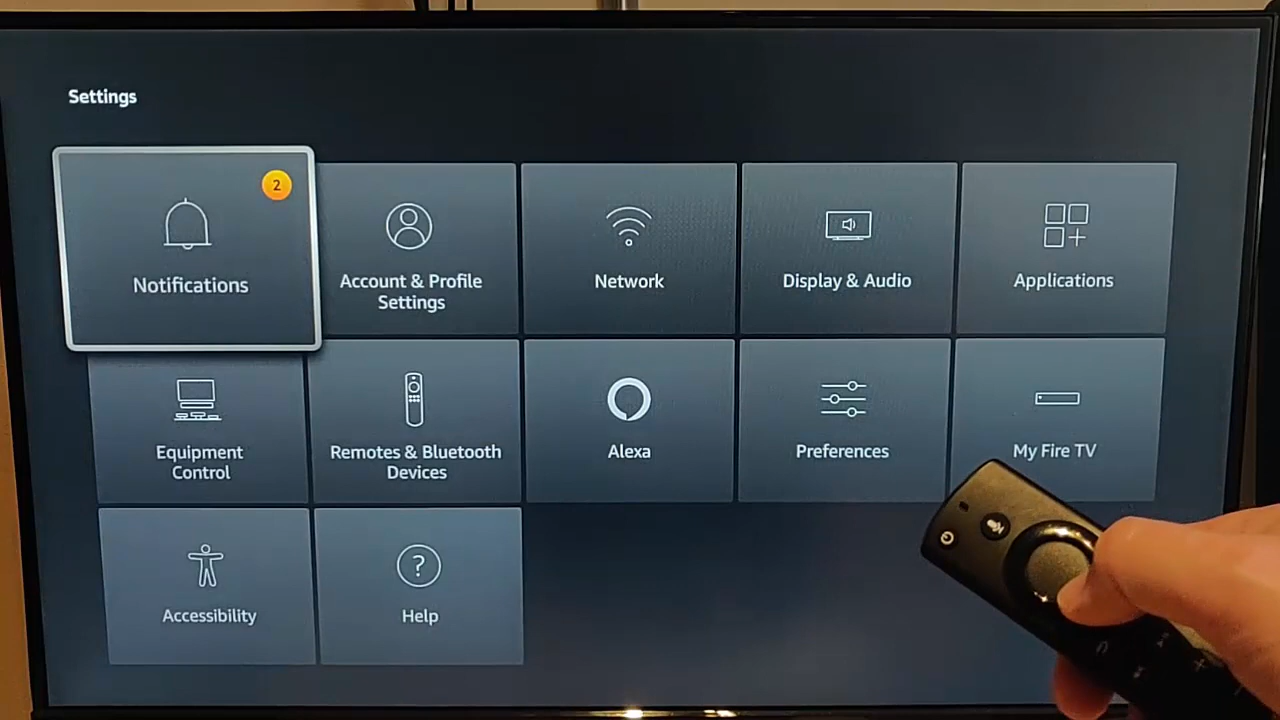 Settings
2
Notifications
Account & Profile
Settings
Network
Display & Audio
Applications
Equipment
Control
Remotes & Bluetooth
Devices
Alexa
Preferences
My Fire TV
Accessibility
?
Help